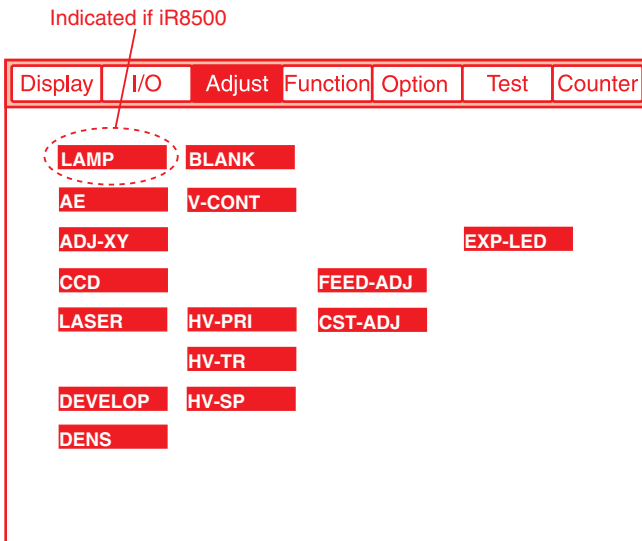 Indicated if iR8500
Display I/O Adjust Function Option Test Counter
LAMP BLANK
AE V-CONT
ADJ-XY EXP-LED
CCD FEED-ADJ
LASER HV-PRI CST-ADJ
HV-TR
DEVELOP HV-SP
DENS